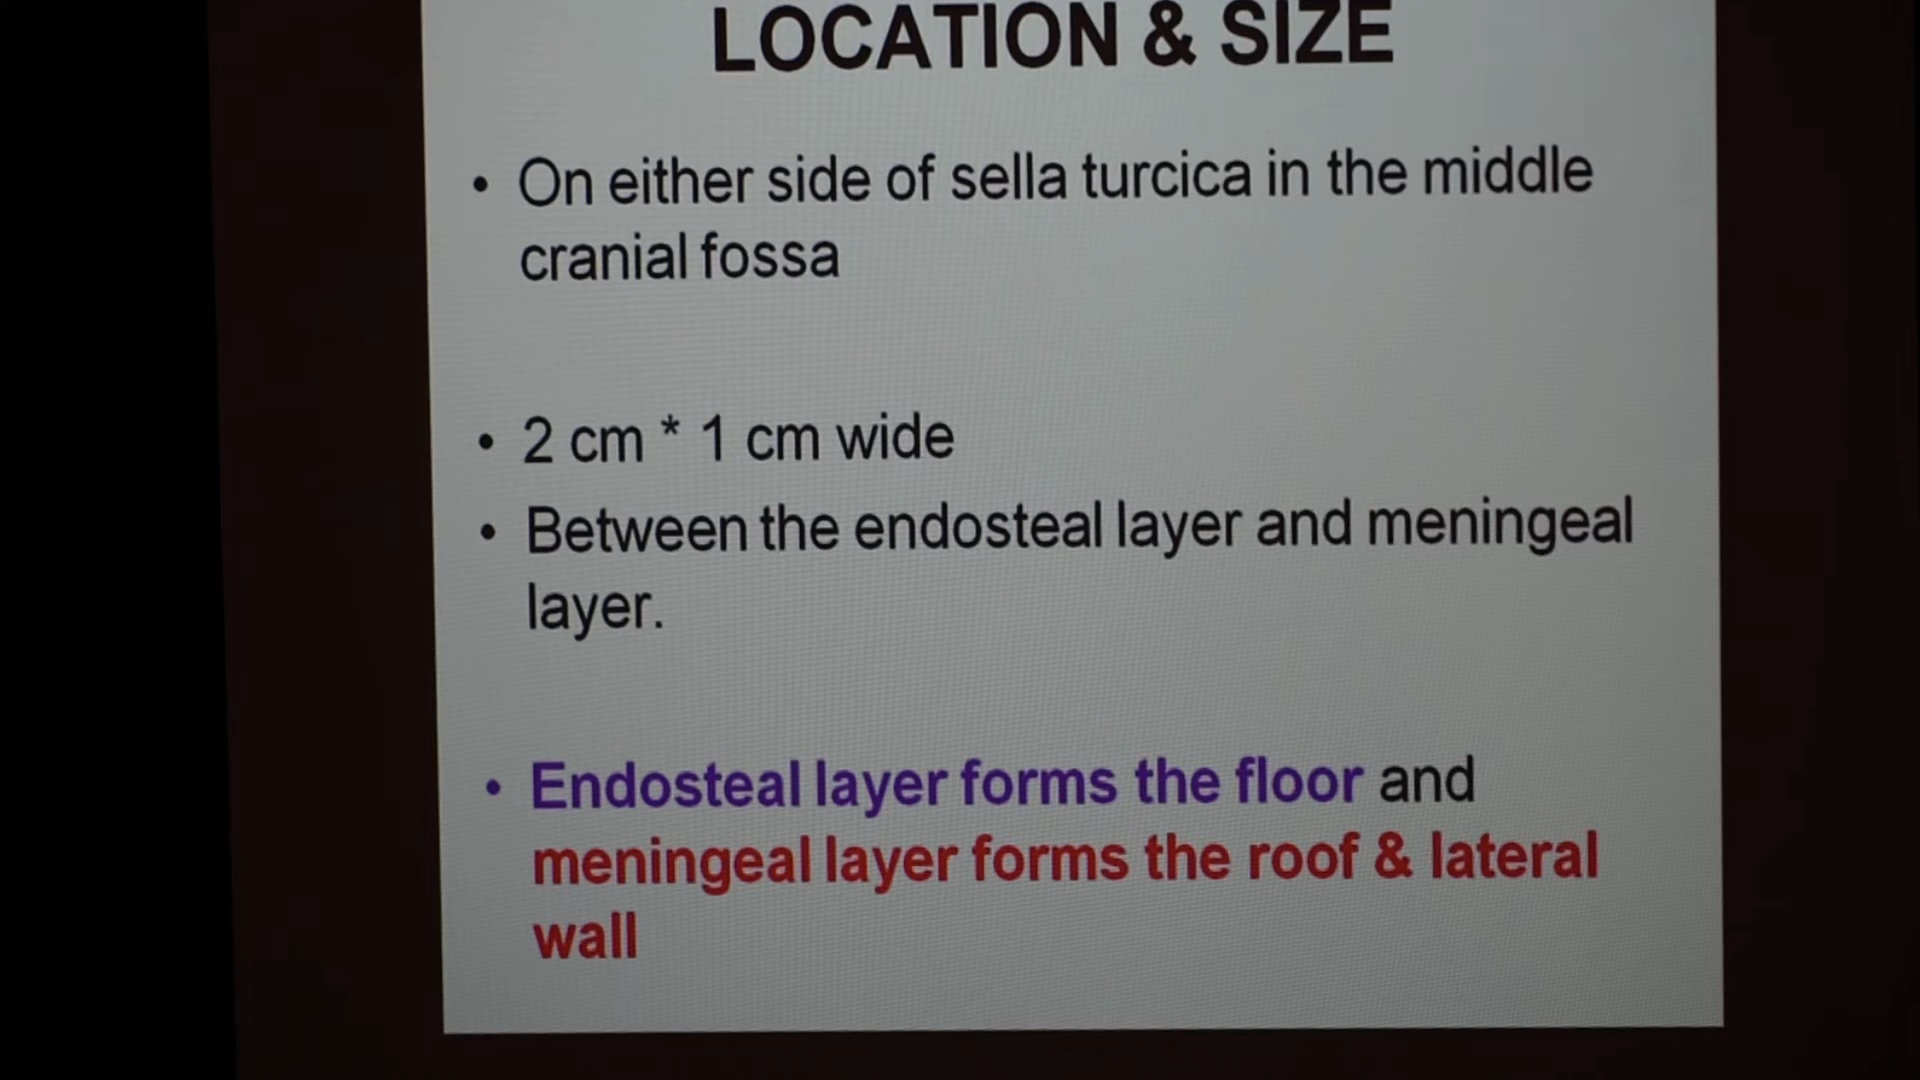 LOCATION & SIZE
• On either side of sella turcica in the middle
cranial fossa
• 2 cm * 1 cm wide
• Between the endosteal layer and meningeal
layer.
• Endosteal layer forms the floor and
meningeal layer forms the roof & lateral
wall